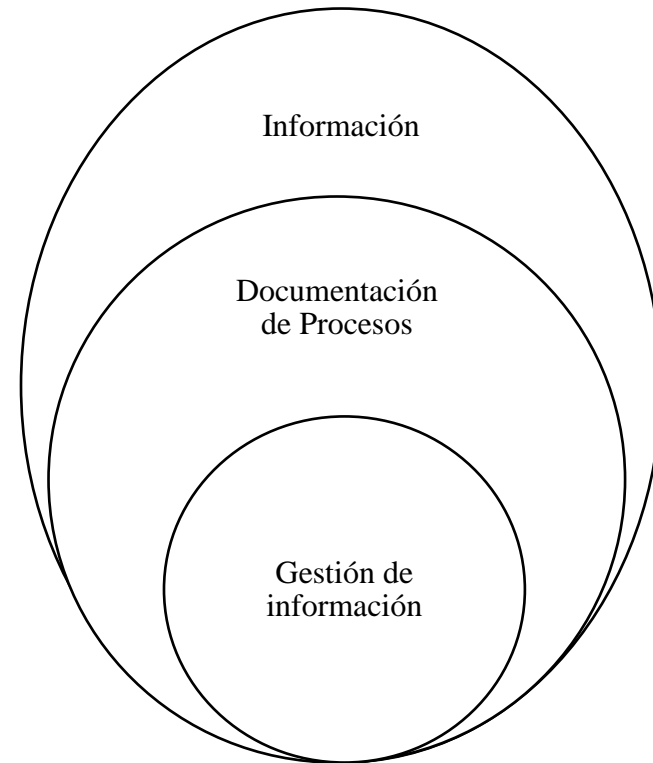 Información
Documentación
de Procesos
Gestión de
información